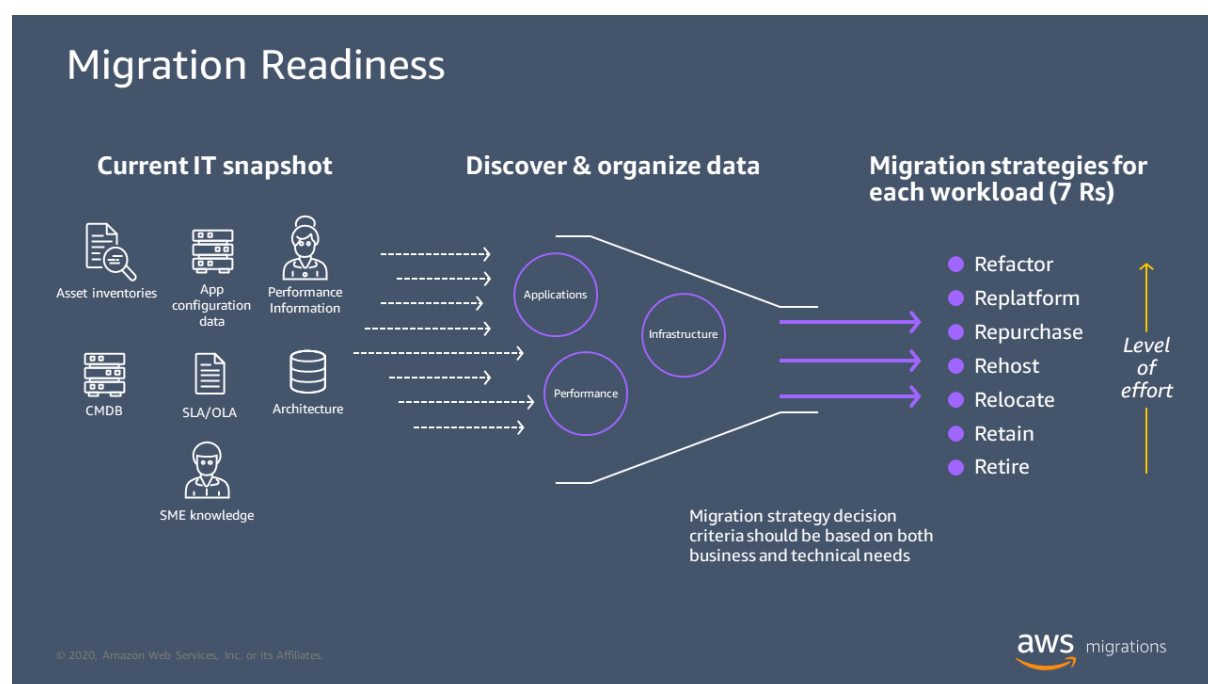 Migration Readiness
Current IT snapshot
Asset inventories
App
configuration
data
Performance
Information
CMDB
SLA/OLA
Architecture
SME knowledge
Discover & organize data
Applications
Infrastructure
Performance
Migration strategies for
each workload (7 Rs)
Refactor
Replatform
Repurchase
Rehost
Relocate
Retain
Retire
Level
of
effort
Migration strategy decision
criteria should be based on both
business and technical needs
© 2020, Amazon Web Services, Inc. or its Affiliates.
aws migrations